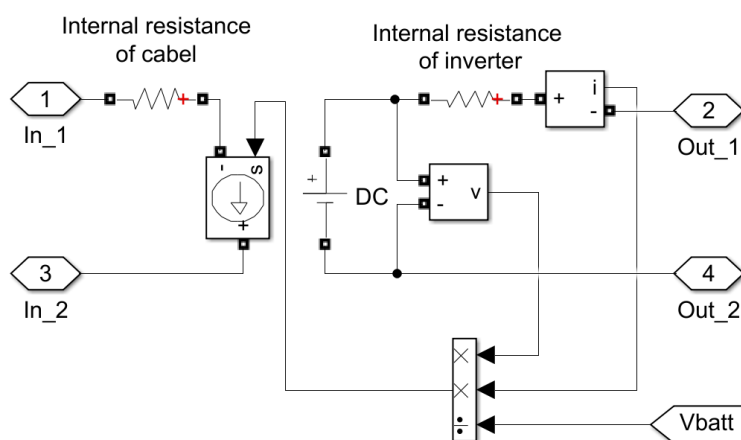 Internal resistance
of cabel
Internal resistance
of inverter
1
In_1
+
i
-
2
Out_1
-
s
+
+
DC
+
-
v
3
In_2
4
Out_2
×
×
÷
Vbatt